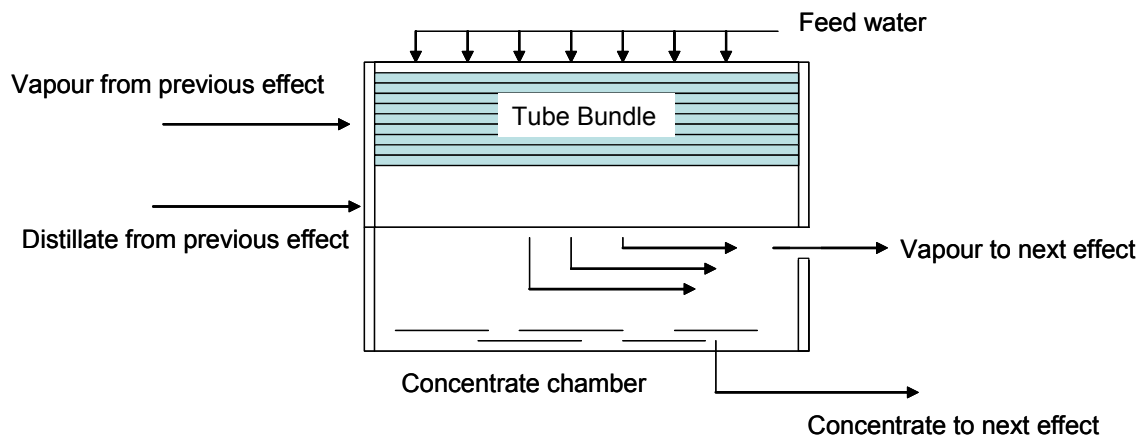 Feed water
Vapour from previous effect
Tube Bundle
Distillate from previous effect
Vapour to next effect
Concentrate chamber
Concentrate to next effect